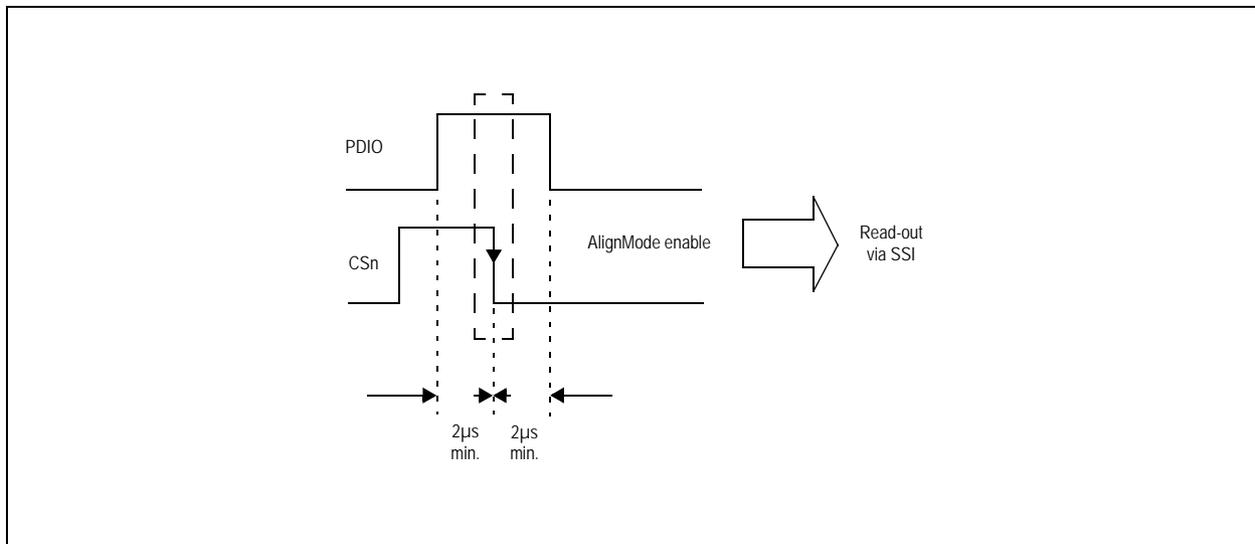 PDIO
CSn
AlignMode enable
Read-out
via SSI
2µs
min.
2µs
min.